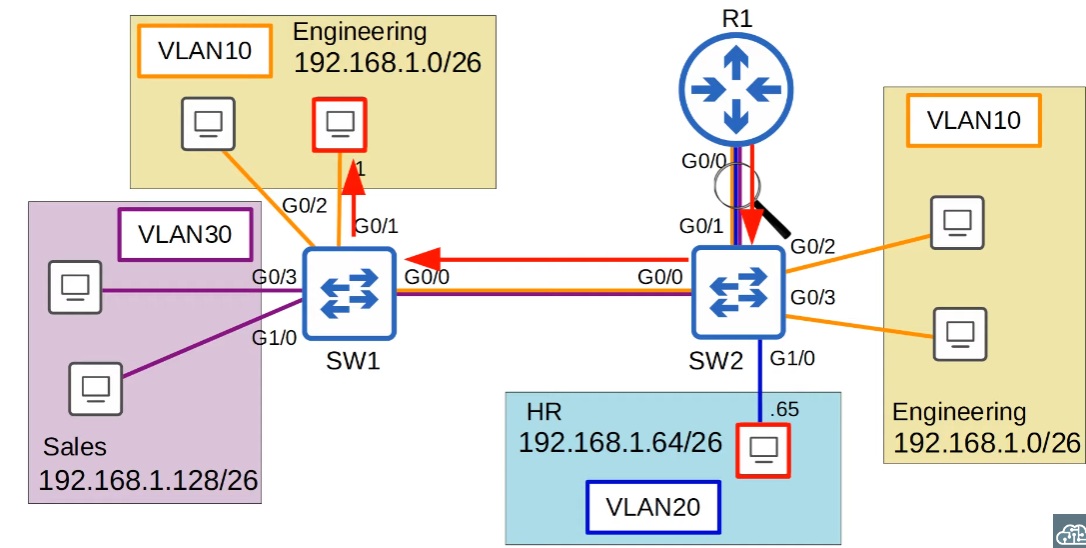 VLAN10
Engineering
192.168.1.0/26
R1
VLAN10
G0/0
1
G0/2
G0/1
VLAN30
G0/1
G0/2
G0/3
G0/0
G0/0
G0/3
G1/0
SW1
SW2
G1/0
Sales
192.168.1.128/26
HR
.65
192.168.1.64/26
VLAN20
Engineering
192.168.1.0/26